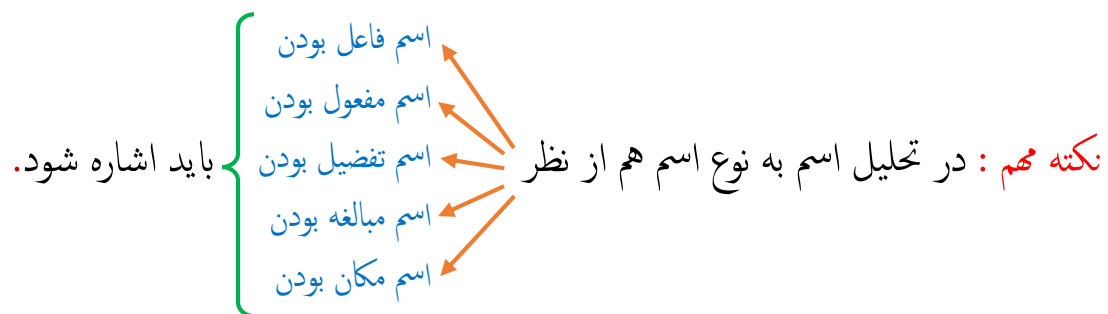 نکته مهم : در تحلیل اسم به نوع اسم هم از نظر
اسم فاعل بودن
اسم مفعول بودن
اسم تفضیل بودن
اسم مبالغه بودن
اسم مکان بودن
باید اشاره شود.